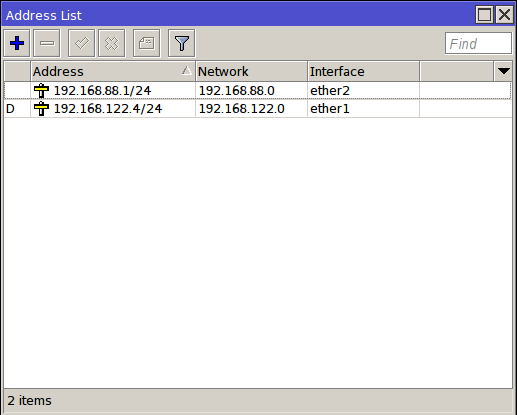 Address List
Find
Address Network Interface
192.168.88.1/24 192.168.88.0 ether2
D 192.168.122.4/24 192.168.122.0 ether1
2 items